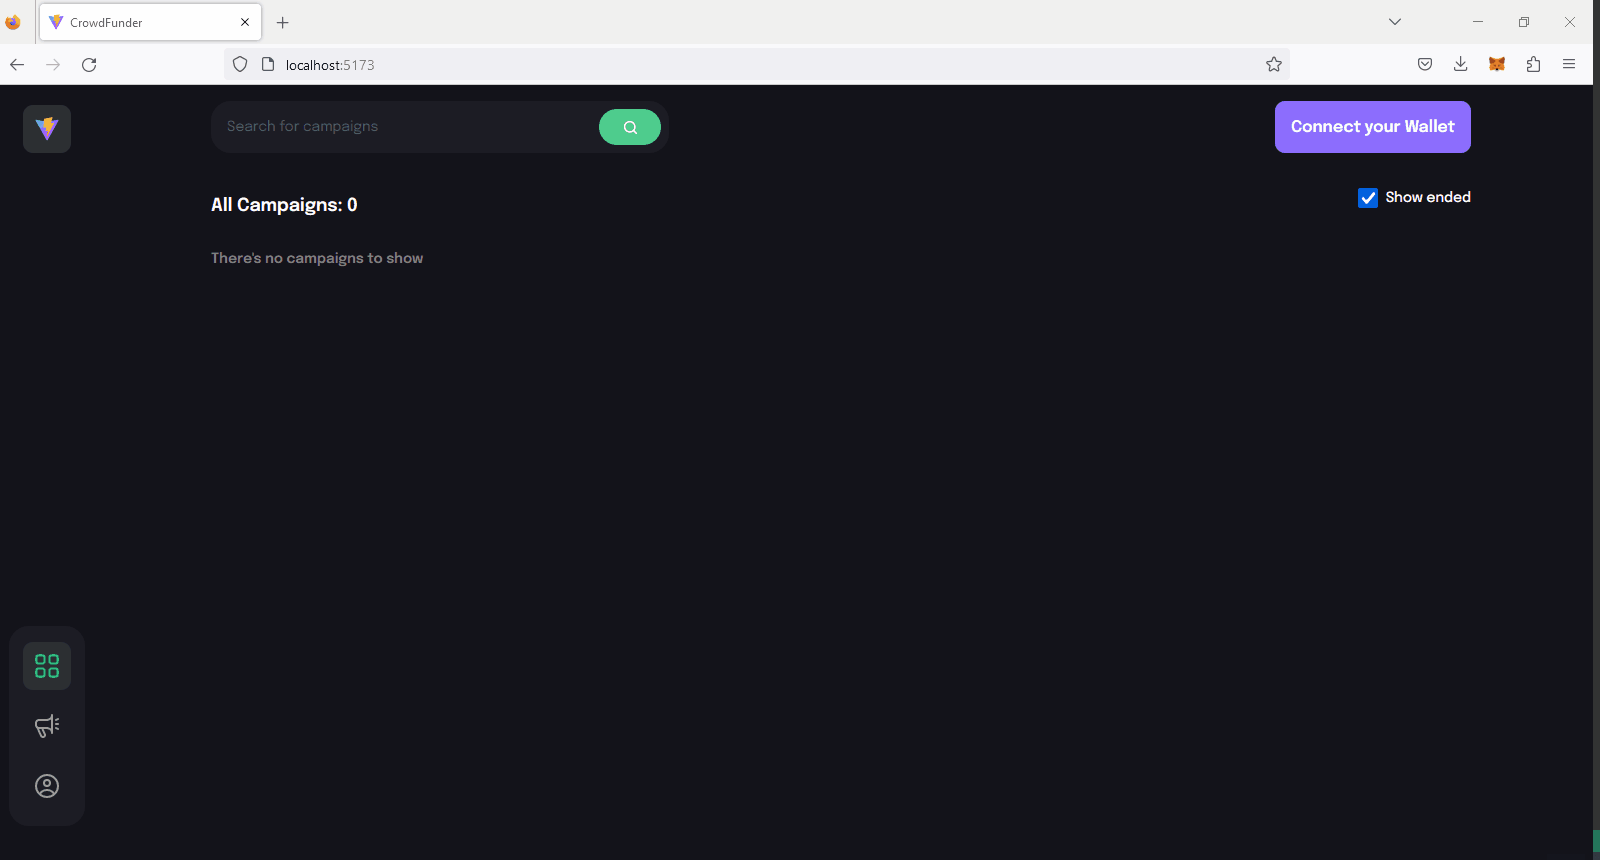 CrowdFunder
localhost:5173
Search for campaigns
Connect your Wallet
All Campaigns: 0
Show ended
There's no campaigns to show